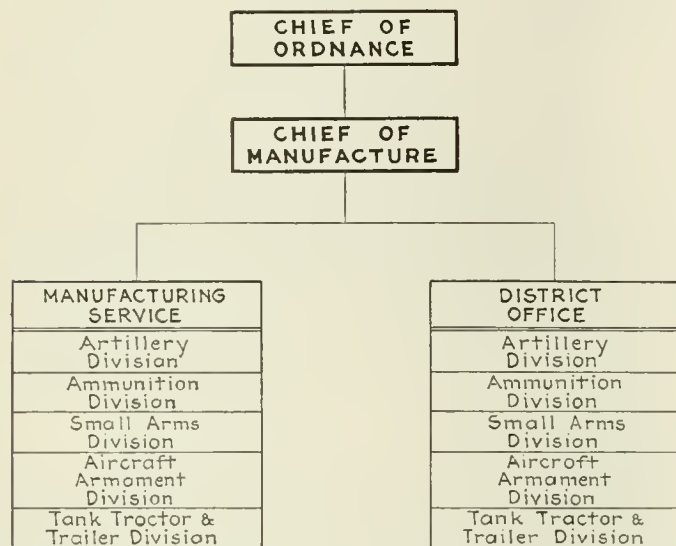 CHIEF OF
ORDNANCE
CHIEF OF
MANUFACTURE
MANUFACTURING
SERVICE
Artillery
Division
Ammunition
Division
Small Arms
Division
Aircraft
Armament
Division
Tank Tractor &
Trailer Division
DISTRICT
OFFICE
Artillery
Division
Ammunition
Division
Small Arms
Division
Aircraft
Armament
Division
Tank Tractor &
Trailer Division